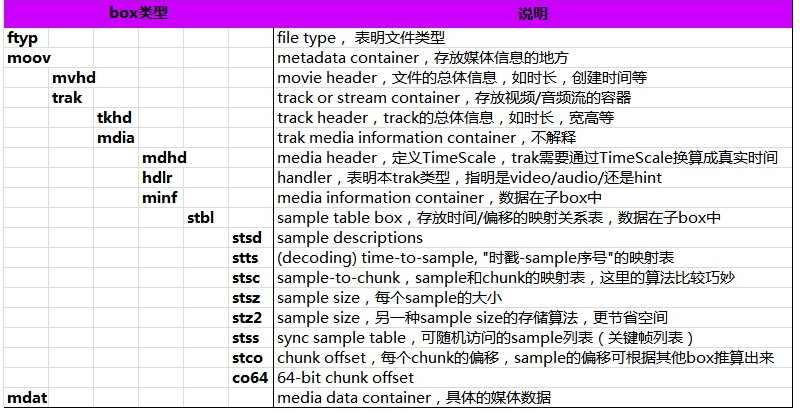 box类型 说明
ftyp file type，表明文件类型
moov metadata container，存放媒体信息的地方
mvhd movie header，文件的总体信息，如时长，创建时间等
trak track or stream container，存放视频/音频流的容器
tkhd track header，track的总体信息，如时长，宽高等
mdia trak media information container，不解释
mdhd media header，定义TimeScale，trak需要通过TimeScale换算成真实时间
hdlr handler，表明本trak类型，指明是video/audio/还是hint
minf media information container，数据在子box中
stbl sample table box，存放时间/偏移的映射关系表，数据在子box中
stsd sample descriptions
stts (decoding) time-to-sample, "时戳-sample序号"的映射表
stsc sample-to-chunk，sample和chunk的映射表，这里的算法比较巧妙
stsz sample size，每个sample的大小
stz2 sample size，另一种sample size的存储算法，更节省空间
stss sync sample table，可随机访问的sample列表（关键帧列表）
stco chunk offset，每个chunk的偏移，sample的偏移可根据其他box推算出来
co64 64-bit chunk offset
mdat media data container，具体的媒体数据